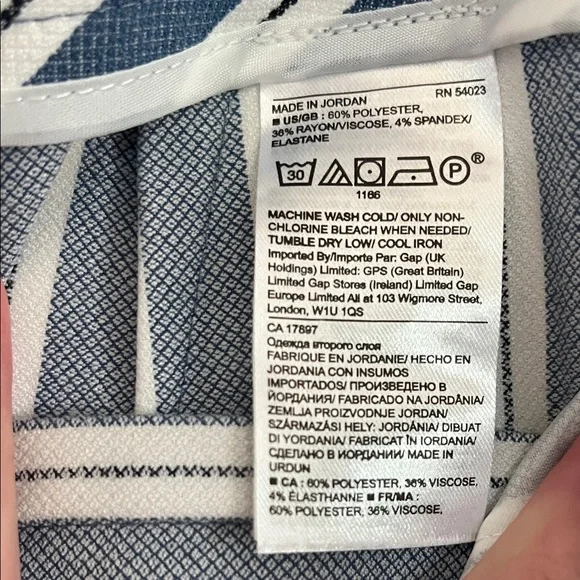 MADE IN JORDAN RN 54023
■ US/GB : 60% POLYESTER,
36% RAYON/VISCOSE, 4% SPANDEX/
ELASTANE
30 P®
1166
MACHINE WASH COLD/ ONLY NON-
CHLORINE BLEACH WHEN NEEDED/
TUMBLE DRY LOW/ COOL IRON
Imported By/Importe Par: Gap (UK
Holdings) Limited: GPS (Great Britain)
Limited Gap Stores (Ireland) Limited Gap
Europe Limited All at 103 Wigmore Street,
London, W1U 1QS
CA 17897
Одежда второго слоя
FABRIQUE EN JORDANIE/ HECHO EN
JORDANIA CON INSUMOS
IMPORTADOS/ ПРОИЗВЕДЕНО В
ЙОРДАНИЯ/ FABRICADO NA JORDÂNIA/
ZEMLJA PROIZVODNJE JORDAN/
SZÁRMAZÁSI HELY: JORDÁNIA/ DIBUAT
DI YORDANIA/ FABRICAT ÎN IORDANIA/
СДЕЛАНО В ИОРДАНИИ/ MADE IN
URDUN
■ CA : 60% POLYESTER, 36% VISCOSE,
4% ÉLASTHANNE ■ FR/MA :
60% POLYESTER, 36% VISCOSE,